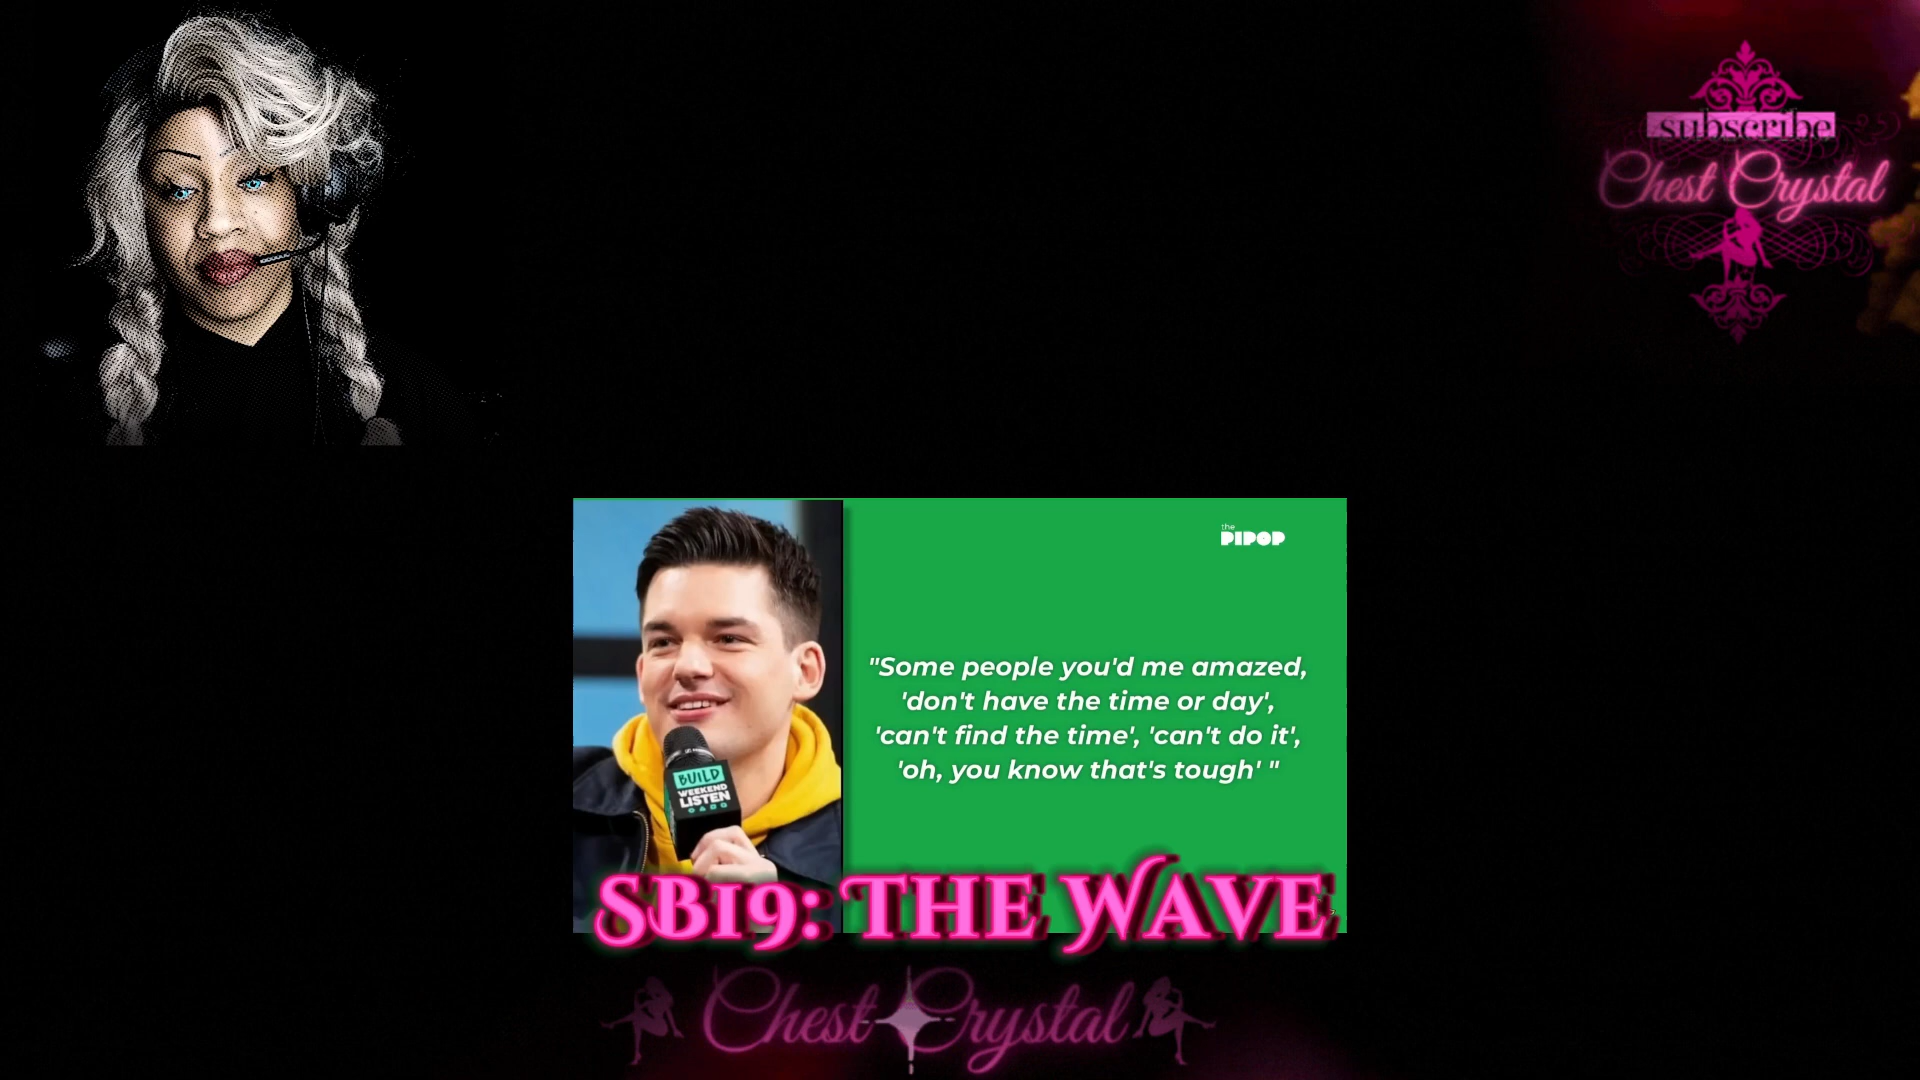 subscribe
Chest Crystal
the
PIPOP
"Some people you'd me amazed,
'don't have the time or day',
'can't find the time', 'can't do it',
'oh, you know that's tough' "
BUILD
WEEKEND
LISTEN
SB19: THE WAVE
Chest Crystal